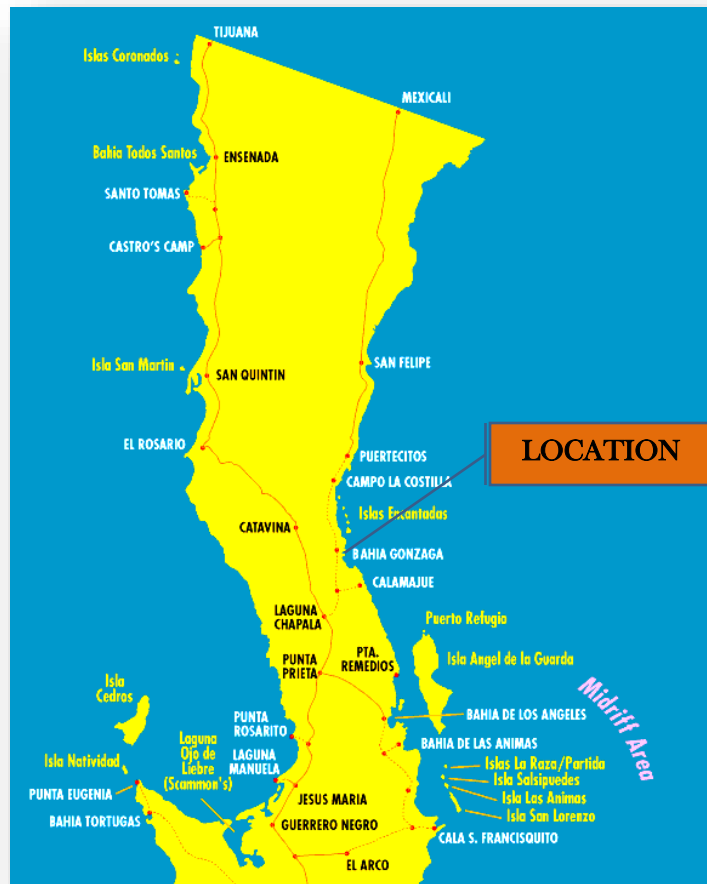 TIJUANA
Islas Coronados
MEXICALI
Bahia Todos Santos
ENSENADA
SANTO TOMAS
CASTRO'S CAMP
Isla San Martin
SAN QUINTIN
SAN FELIPE
EL ROSARIO
LOCATION
PUERTECITOS
CAMPO LA COSTILLA
Islas Encantadas
CATAVINA
BAHIA GONZAGA
CALAMAJUE
LAGUNA
CHAPALA
Puerto Refugio
PTA.
REMEDIOS
Isla Angel de la Guarda
PUNTA
PRIETA
Isla
Cedros
Midriff Area
BAHIA DE LOS ANGELES
PUNTA
ROSARITO
BAHIA DE LAS ANIMAS
Laguna
Ojo de
Liebre
(Scammon's)
Isla Natividad
LAGUNA
MANUELA
Islas La Raza/Partida
Isla Salsipuedes
PUNTA EUGENIA
JESUS MARIA
Isla Las Animas
Isla San Lorenzo
BAHIA TORTUGAS
GUERRERO NEGRO
CALA S. FRANCISQUITO
EL ARCO